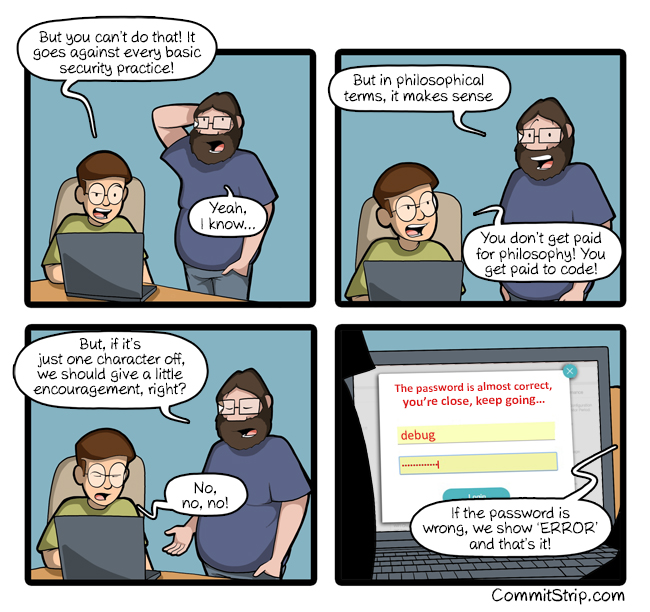 But you can't do that! It
goes against every basic
security practice!
Yeah,
I know...
But in philosophical
terms, it makes sense
You don't get paid
for philosophy! You
get paid to code!
But, if it's
just one character off,
we should give a little
encouragement, right?
No,
no, no!
The password is almost correct,
you're close, keep going...
debug
Login
If the password is
wrong, we show 'ERROR'
and that's it!
CommitStrip.com